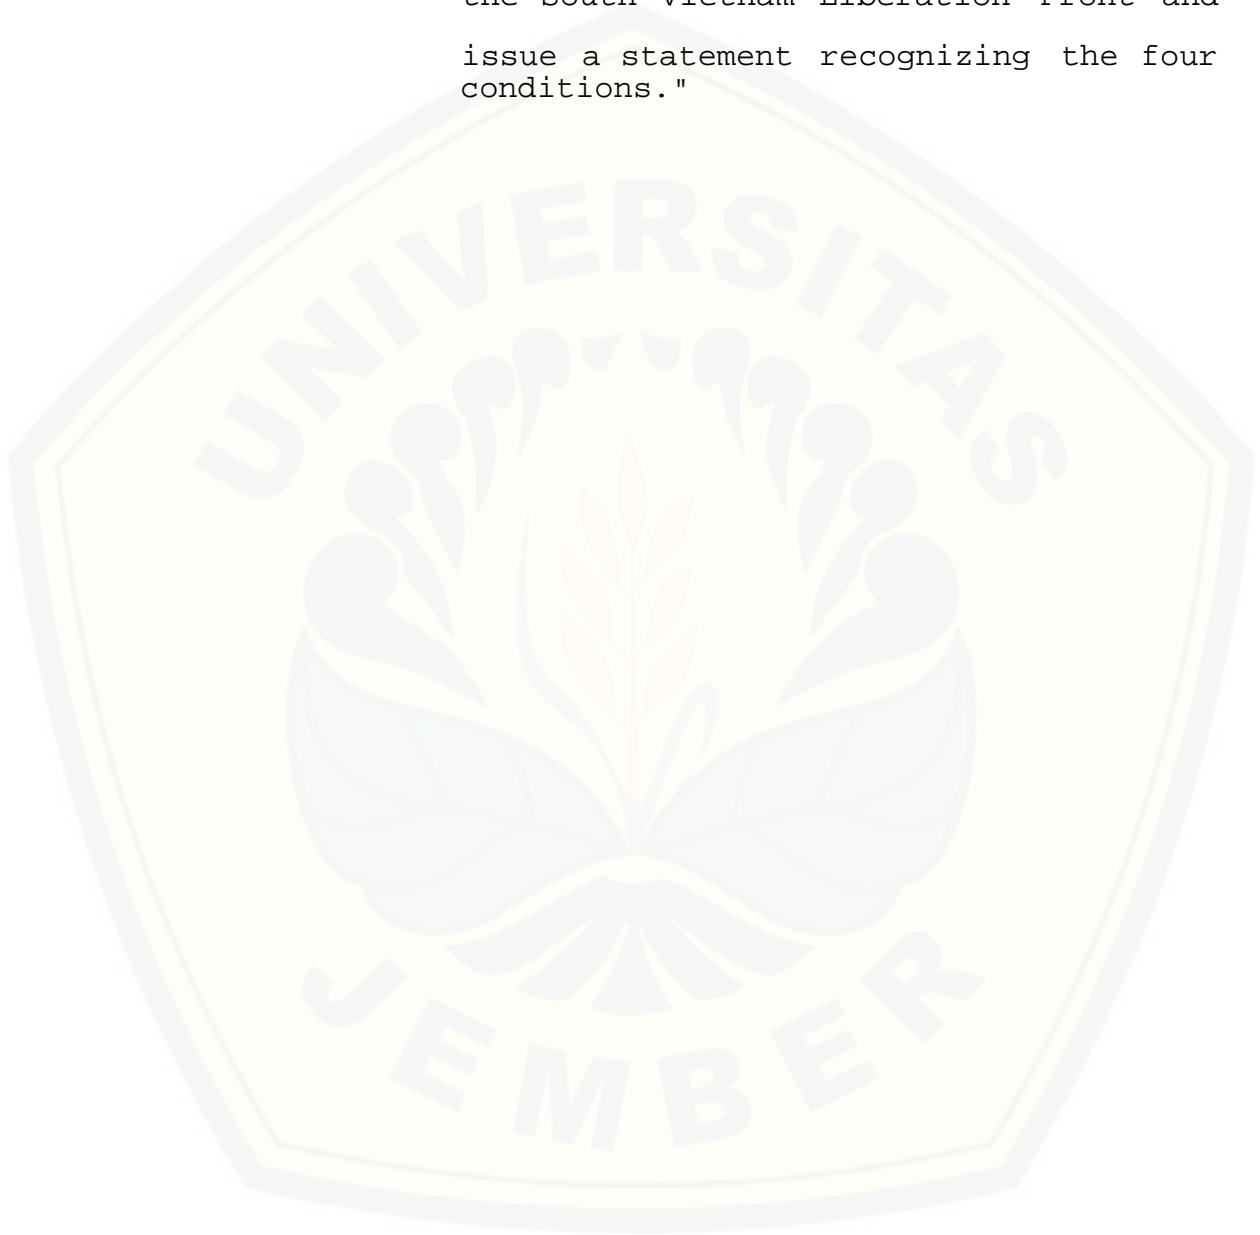 the South Vietnam Liberation Front and
issue a statement recognizing the four
conditions."
UNIVERSITAS
JEMBER